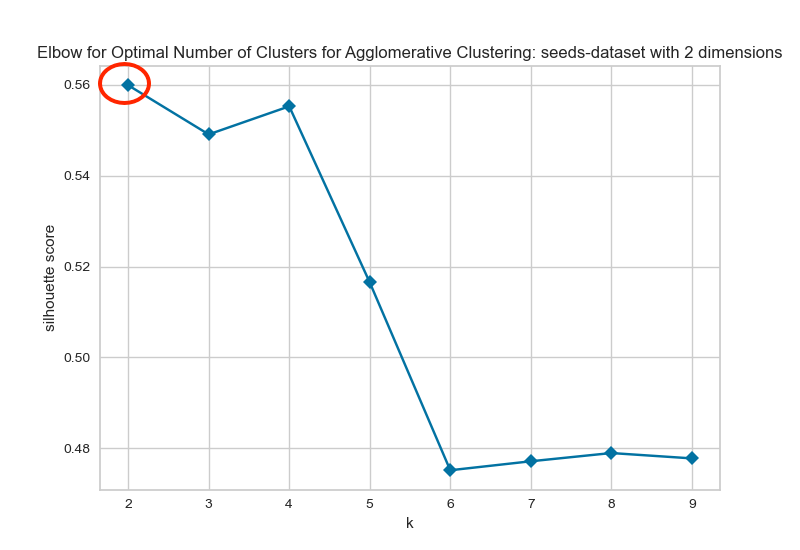 Elbow for Optimal Number of Clusters for Agglomerative Clustering: seeds-dataset with 2 dimensions
0.56
0.54
0.52
0.50
0.48
silhouette score
2 3 4 5 6 7 8 9
k